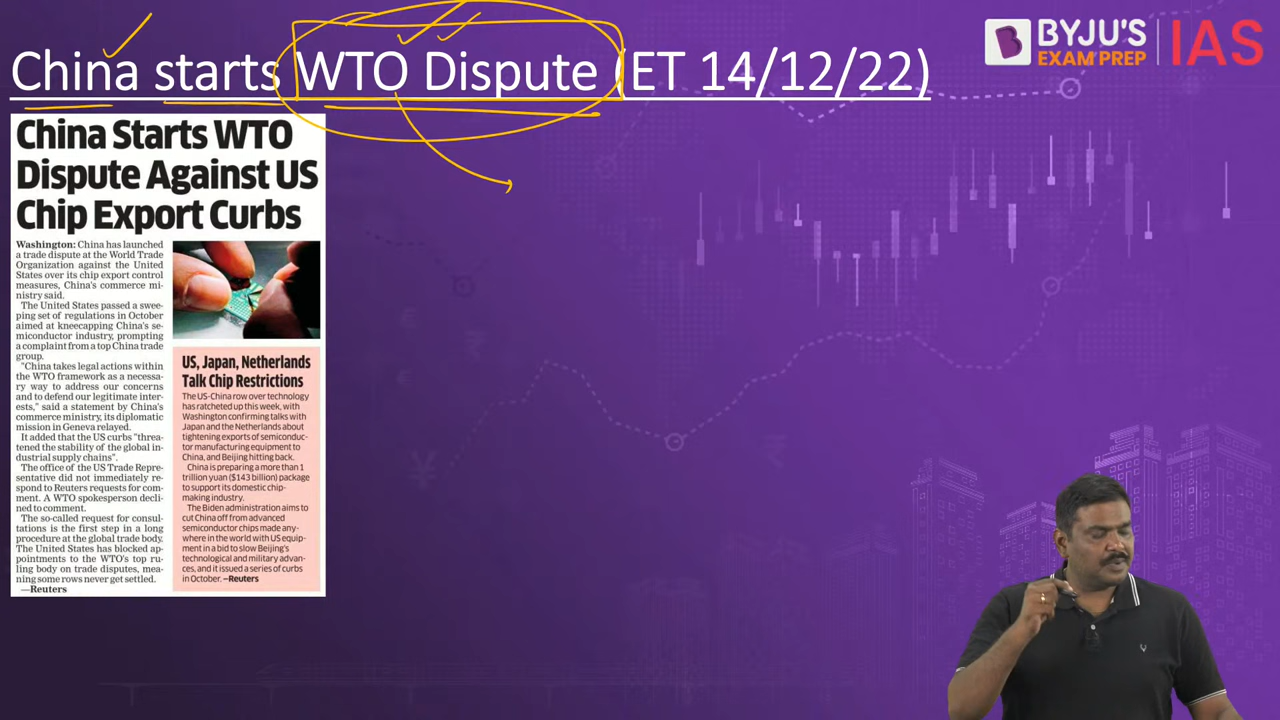 China starts WTO Dispute (ET 14/12/22)
BYJU'S
EXAM PREP
IAS
China Starts WTO
Dispute Against US
Chip Export Curbs
Washington: China has launched
a trade dispute at the World Trade
Organization against the United
States over its chip export control
measures, China's commerce mi-
nistry said.
The United States passed a swee-
ping set of regulations in October
aimed at kneecapping China's se-
miconductor industry, prompting
a complaint from a top China trade
group.
"China takes legal actions within
the WTO framework as a necessa-
ry way to address our concerns
and to defend our legitimate inter-
ests," said a statement by China's
commerce ministry, its diplomatic
mission in Geneva relayed.
It added that the US curbs "threa-
tened the stability of the global in-
dustrial supply chains".
The office of the US Trade Repre-
sentative did not immediately re-
spond to Reuters requests for com-
ment. A WTO spokesperson decli-
ned to comment.
The so-called request for consul-
tations is the first step in a long
procedure at the global trade body.
The United States has blocked ap-
pointments to the WTO's top ru-
ling body on trade disputes, mea-
ning some rows never get settled.
—Reuters
US, Japan, Netherlands
Talk Chip Restrictions
The US-China row over technology
has ratcheted up this week, with
Washington confirming talks with
Japan and the Netherlands about
tightening exports of semiconduc-
tor manufacturing equipment to
China, and Beijing hitting back.
China is preparing a more than 1
trillion yuan ($143 billion) package
to support its domestic chip-
making industry.
The Biden administration aims to
cut China off from advanced
semiconductor chips made any-
where in the world with US equip-
ment in a bid to slow Beijing's
technological and military advan-
ces, and it issued a series of curbs
in October. —Reuters